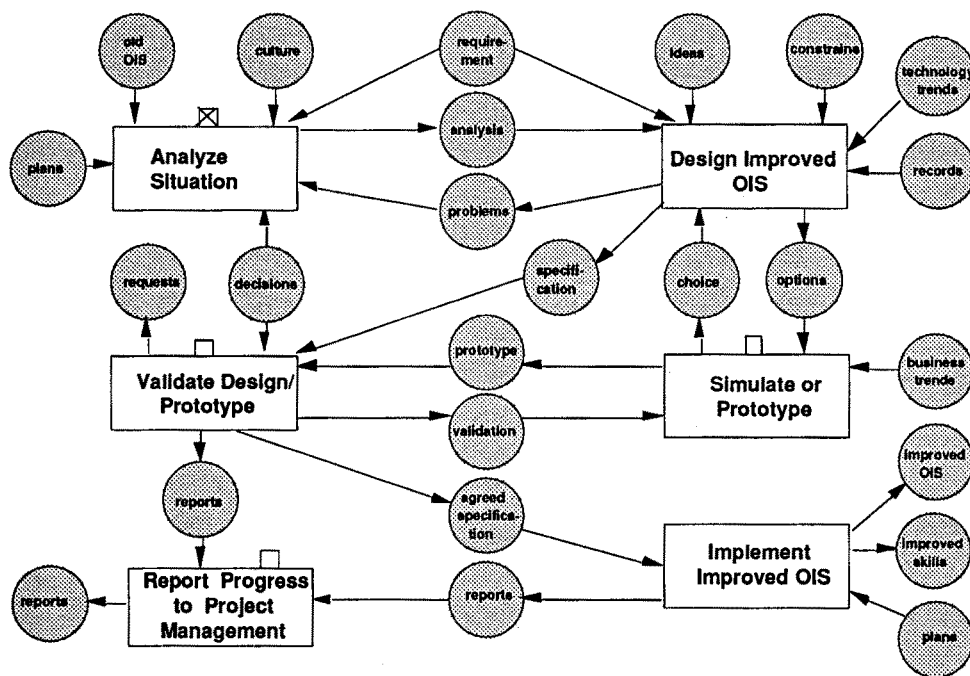 old
OIS
culture
require-
ment
ideas
constraine
technology
trends
plans
Analyze
Situation
analysis
Design Improved
OIS
records
problems
requests
decisions
specifi-
cation
choice
options
prototype
Validate Design/
Prototype
Simulate or
Prototype
business
trends
validation
improved
OIS
reports
agreed
specifica-
tion
Implement
Improved OIS
improved
skills
Report Progress
to Project
Management
reports
reports
plans